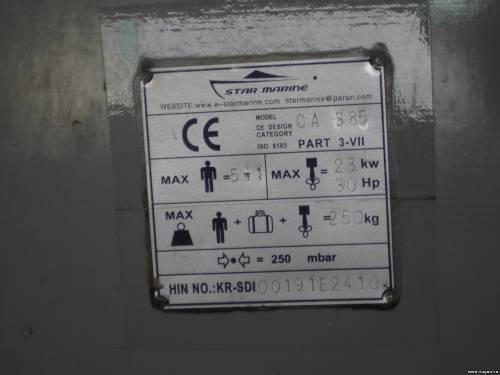 STAR MARINE
WEBSITE:www.e-starmarine.com starmarine@paran.com
MODEL CA 385
CE CE DESIGN CATEGORY
ISO 6185 PART 3-VII
MAX = 5+1
MAX = 23 kw
30 Hp
MAX
+ + = 250kg
= 250 mbar
HIN NO.:KR-SDI00191E2410